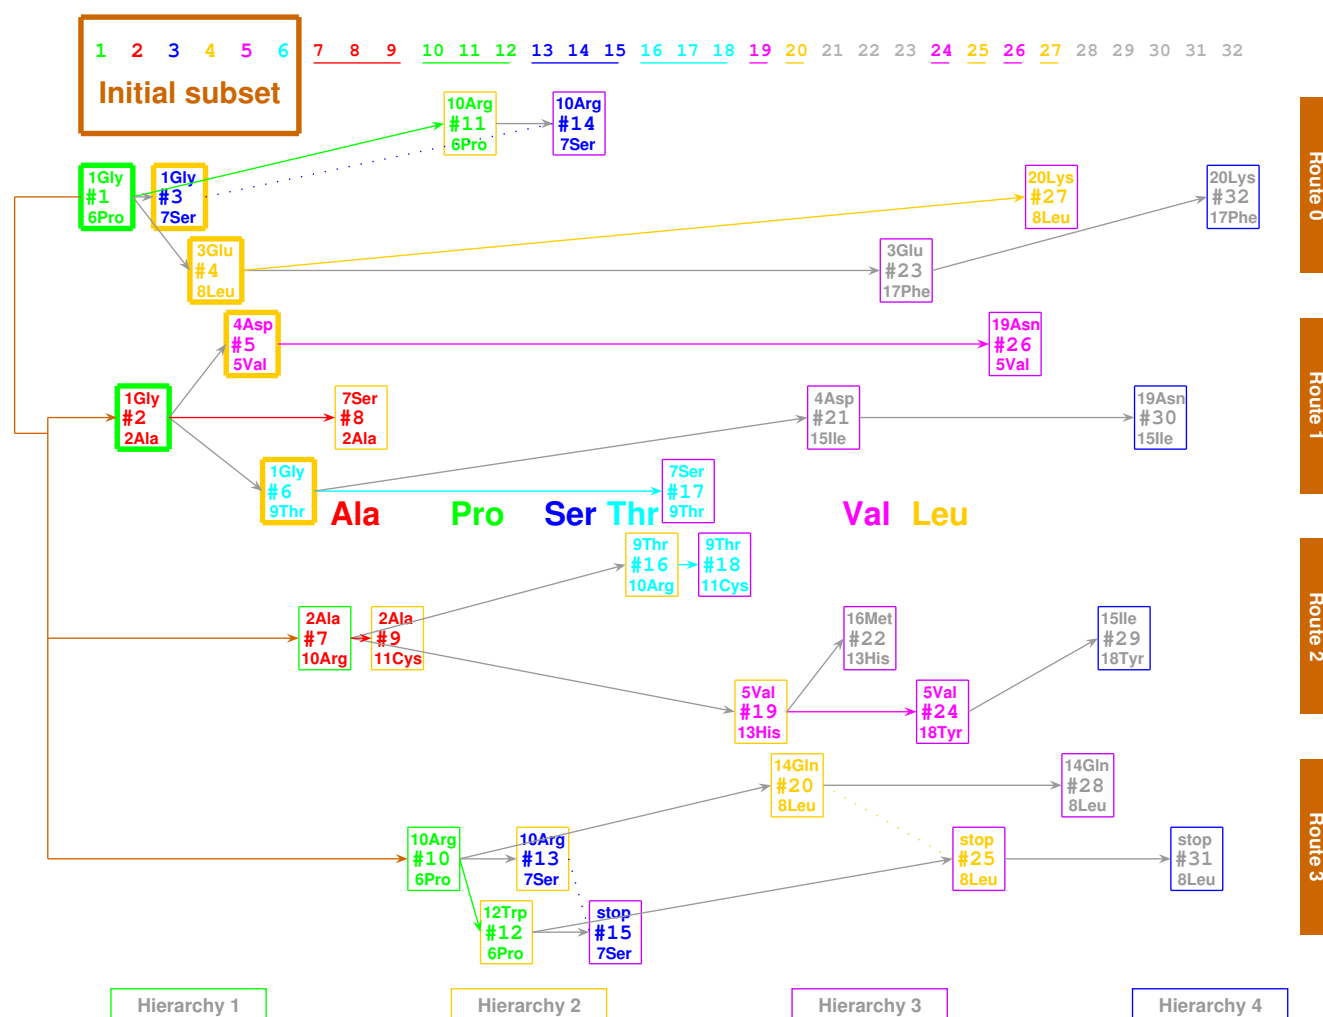 1 2 3 4 5 6 7 8 9 10 11 12 13 14 15 16 17 18 19 20 21 22 23 24 25 26 27 28 29 30 31 32
Initial subset
10Arg
#11
6Pro
10Arg
#14
7Ser
1Gly
#1
6Pro
1Gly
#3
7Ser
20Lys
#27
8Leu
20Lys
#32
17Phe
3Glu
#4
8Leu
3Glu
#23
17Phe
Route 0
4Asp
#5
5Val
19Asn
#26
5Val
1Gly
#2
2Ala
7Ser
#8
2Ala
4Asp
#21
15Ile
19Asn
#30
15Ile
1Gly
#6
9Thr
7Ser
#17
9Thr
Route 1
Ala Pro Ser Thr Val Leu
9Thr
#16
10Arg
9Thr
#18
11Cys
2Ala
#7
10Arg
2Ala
#9
11Cys
16Met
#22
13His
15Ile
#29
18Tyr
5Val
#19
13His
5Val
#24
18Tyr
Route 2
14Gln
#20
8Leu
14Gln
#28
8Leu
10Arg
#10
6Pro
10Arg
#13
7Ser
stop
#25
8Leu
stop
#31
8Leu
12Trp
#12
6Pro
stop
#15
7Ser
Route 3
Hierarchy 1
Hierarchy 2
Hierarchy 3
Hierarchy 4